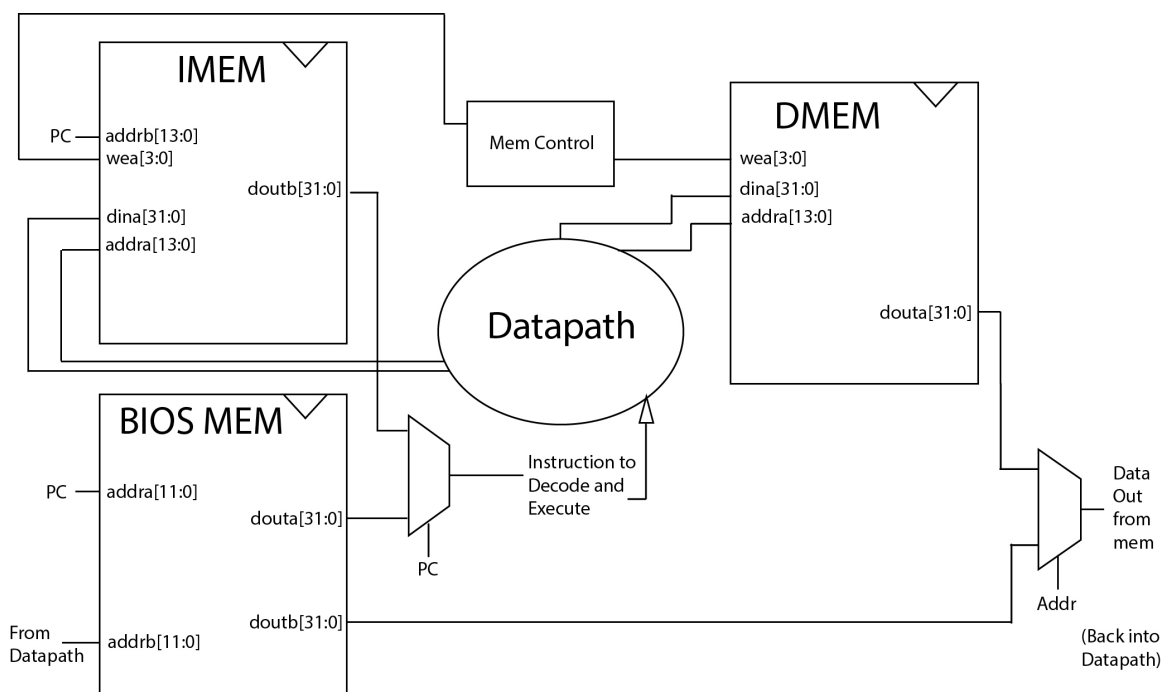 IMEM
PC
addrb[13:0]
wea[3:0]
doutb[31:0]
dina[31:0]
addra[13:0]
Mem Control
DMEM
wea[3:0]
dina[31:0]
addra[13:0]
douta[31:0]
Datapath
BIOS MEM
PC
addra[11:0]
douta[31:0]
PC
Instruction to
Decode and
Execute
From
Datapath
addrb[11:0]
doutb[31:0]
Data
Out
from
mem
Addr
(Back into
Datapath)